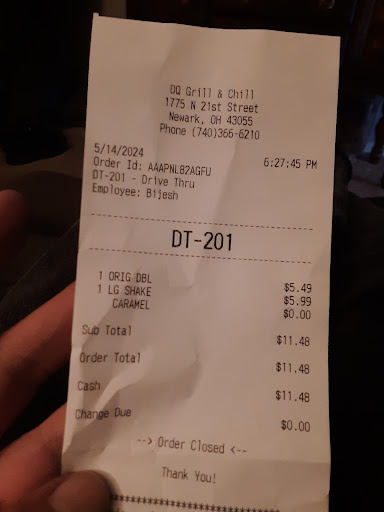 DQ Grill & Chill
1775 N 21st Street
Newark, OH 43055
Phone (740)366-6210
5/14/2024 6:27:45 PM
Order Id: AAAPNL82AGFU
DT-201 - Drive Thru
Employee: Bijesh
DT-201
1 ORIG DBL $5.49
1 LG SHAKE $5.99
CARAMEL $0.00
Sub Total $11.48
Order Total $11.48
Cash $11.48
Change Due $0.00
--> Order Closed <--
Thank You!